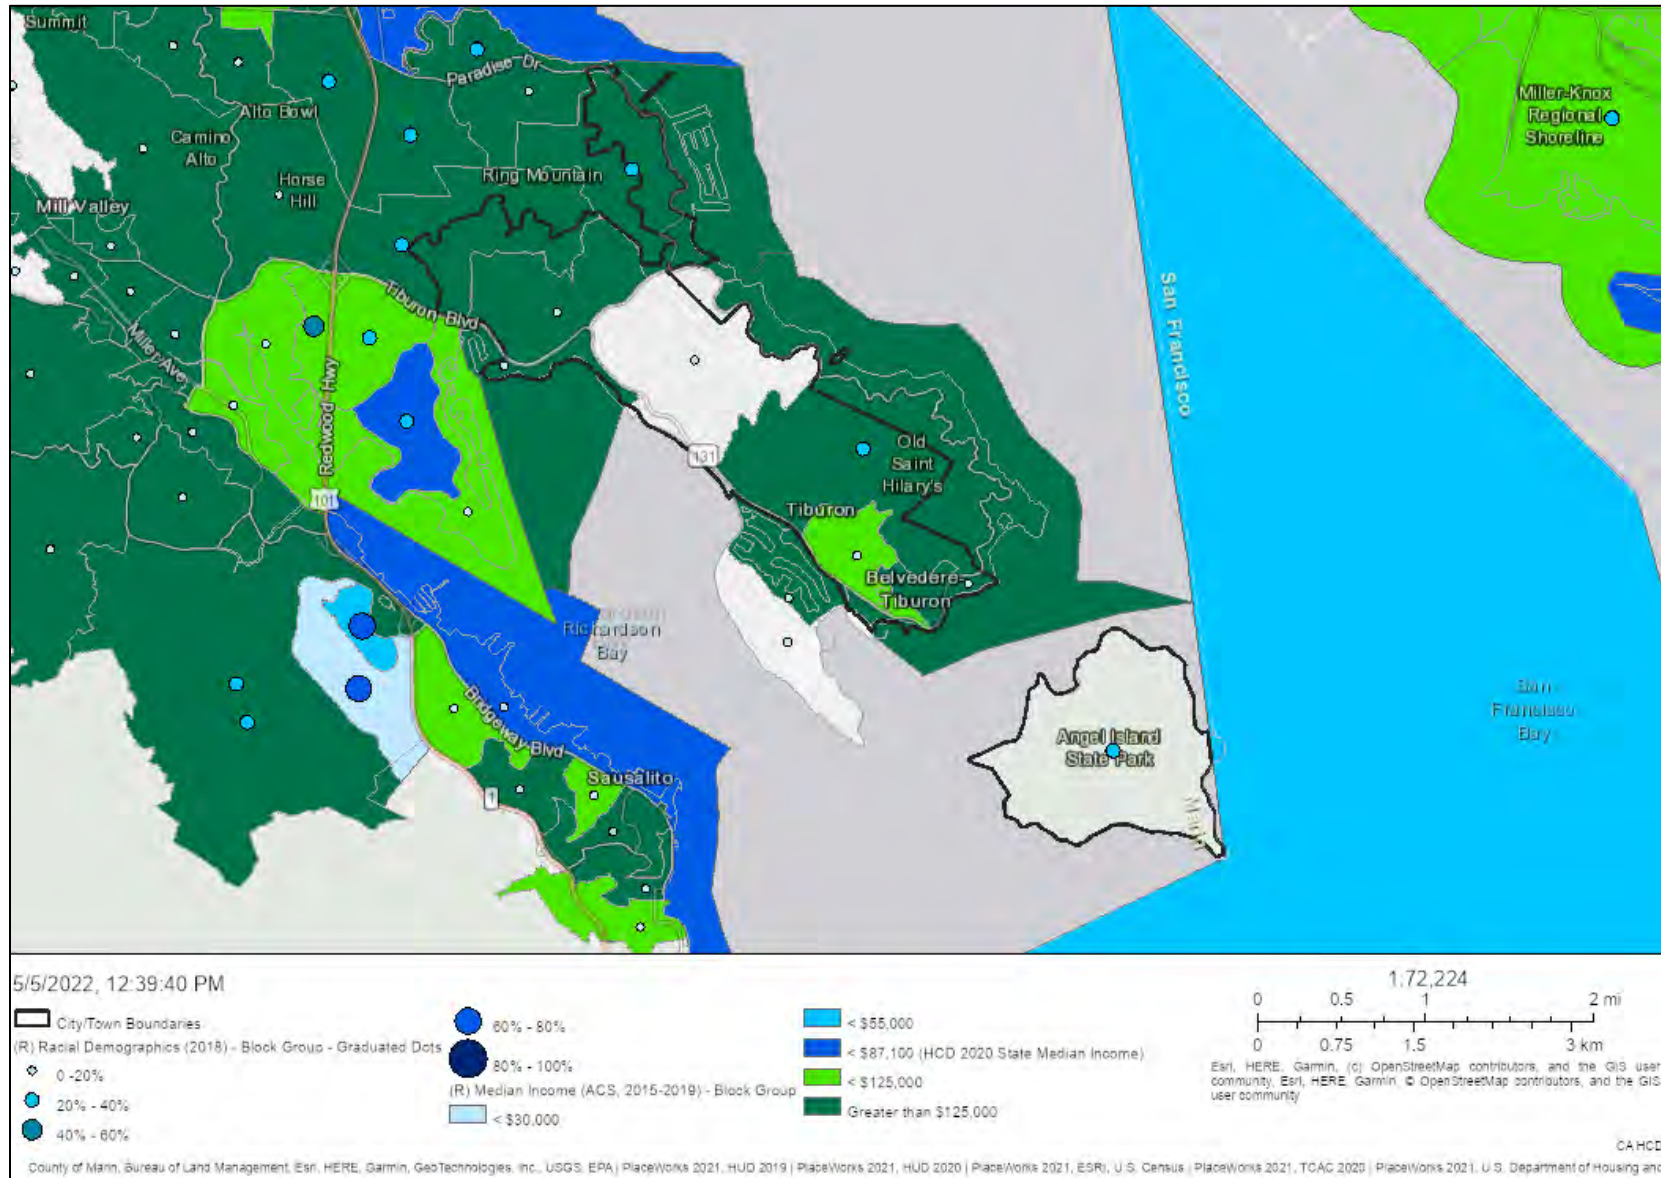 Summit
Paradise Dr
Alto Bowl
Camino
Alto
Horse
Hill
Ring Mountain
Mill Valley
Tiburon Blvd
Miller Ave
Redwood Hwy
101
131
Old
Saint
Hilary's
Tiburon
Belvedere-
Tiburon
Richardson
Bay
Bridgeway Blvd
Sausalito
1
Angel Island
State Park
Marin
San Francisco
San
Francisco
Bay
Miller-Knox
Regional
Shoreline
5/5/2022, 12:39:40 PM
City/Town Boundaries
(R) Racial Demographics (2018) - Block Group - Graduated Dots
0 -20%
20% - 40%
40% - 60%
60% - 80%
80% - 100%
(R) Median Income (ACS, 2015-2019) - Block Group
< $30,000
< $55,000
< $87,100 (HCD 2020 State Median Income)
< $125,000
Greater than $125,000
1:72,224
0 0.5 1 2 mi
0 0.75 1.5 3 km
Esri, HERE, Garmin, (c) OpenStreetMap contributors, and the GIS user
community, Esri, HERE, Garmin, © OpenStreetMap contributors, and the GIS
user community
CA HCD
County of Marin, Bureau of Land Management, Esri, HERE, Garmin, GeoTechnologies, Inc., USGS, EPA | PlaceWorks 2021, HUD 2019 | PlaceWorks 2021, HUD 2020 | PlaceWorks 2021, ESRI, U.S. Census | PlaceWorks 2021, TCAC 2020 | PlaceWorks 2021, U.S. Department of Housing and